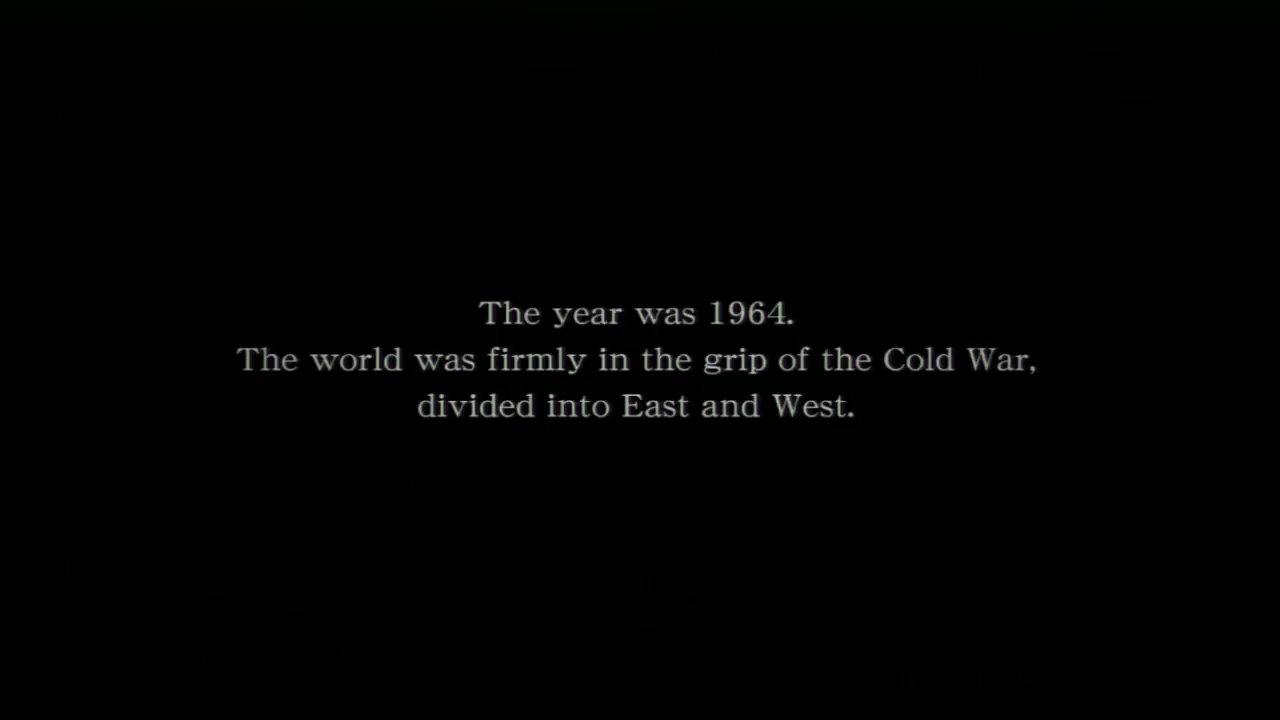 The year was 1964.
The world was firmly in the grip of the Cold War,
divided into East and West.